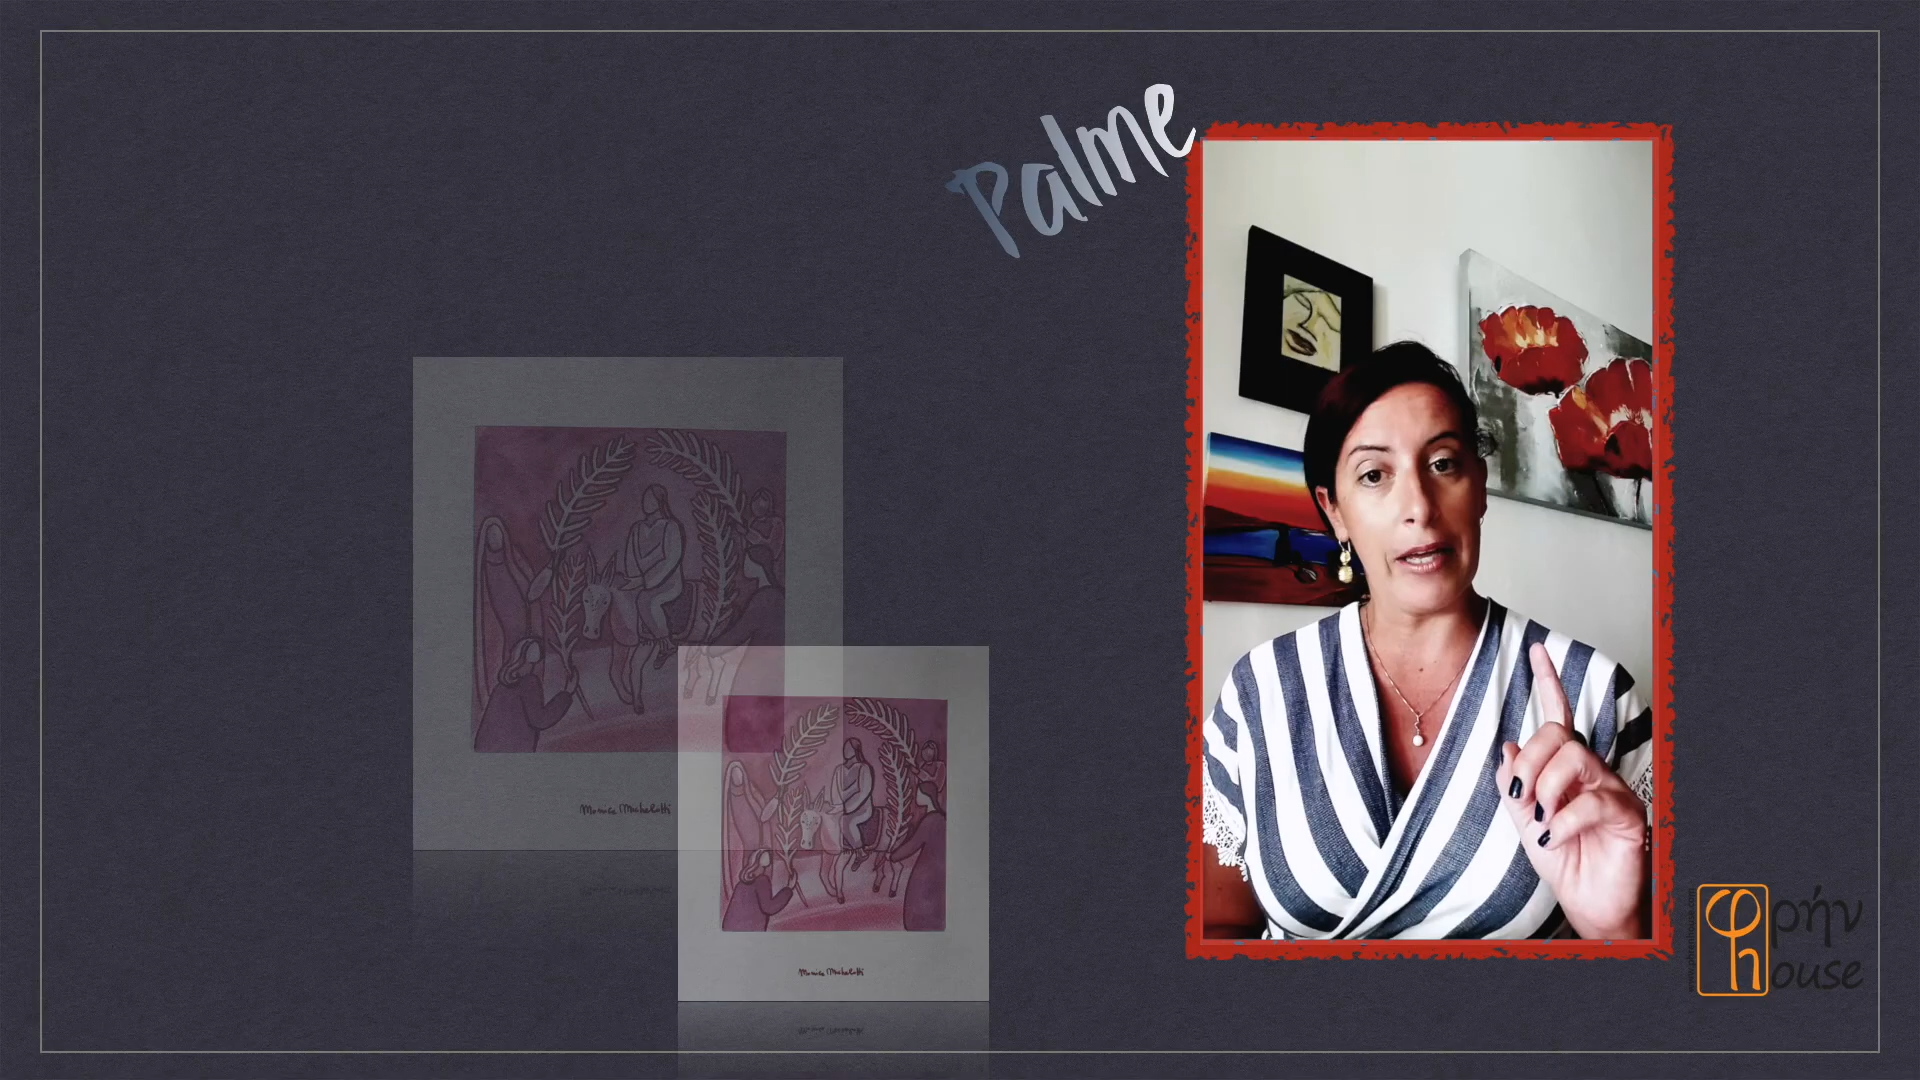 Palme
Monica Michelotti
Monica Michelotti
φρήν
house